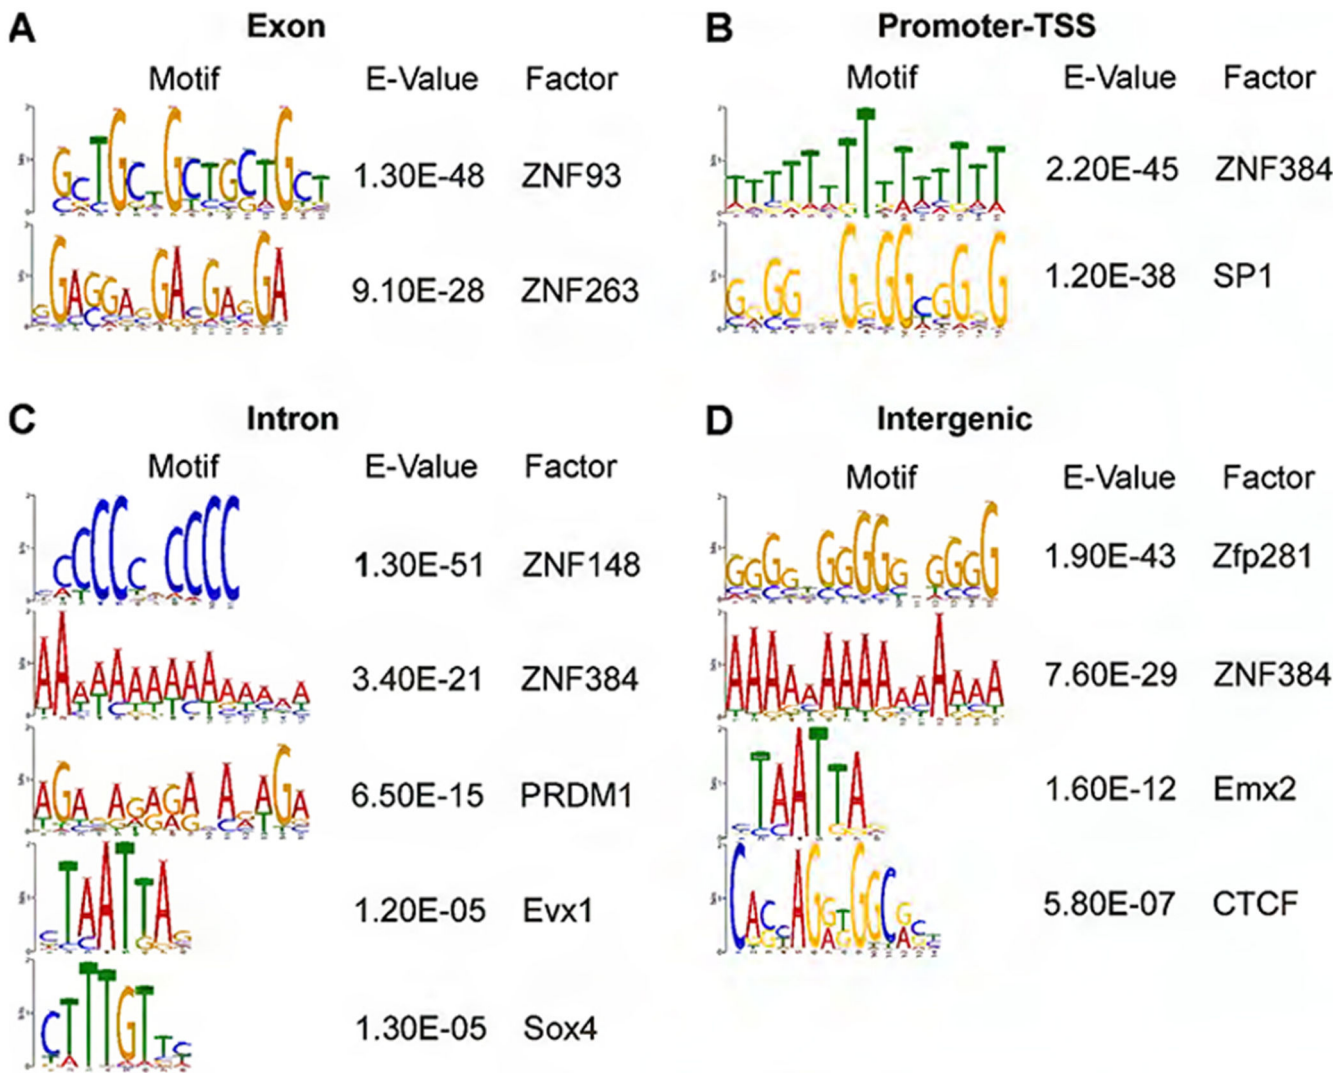 A Exon
Motif E-Value Factor
1.30E-48 ZNF93
9.10E-28 ZNF263
B Promoter-TSS
Motif E-Value Factor
2.20E-45 ZNF384
1.20E-38 SP1
C Intron
Motif E-Value Factor
1.30E-51 ZNF148
3.40E-21 ZNF384
6.50E-15 PRDM1
1.20E-05 Evx1
1.30E-05 Sox4
D Intergenic
Motif E-Value Factor
1.90E-43 Zfp281
7.60E-29 ZNF384
1.60E-12 Emx2
5.80E-07 CTCF